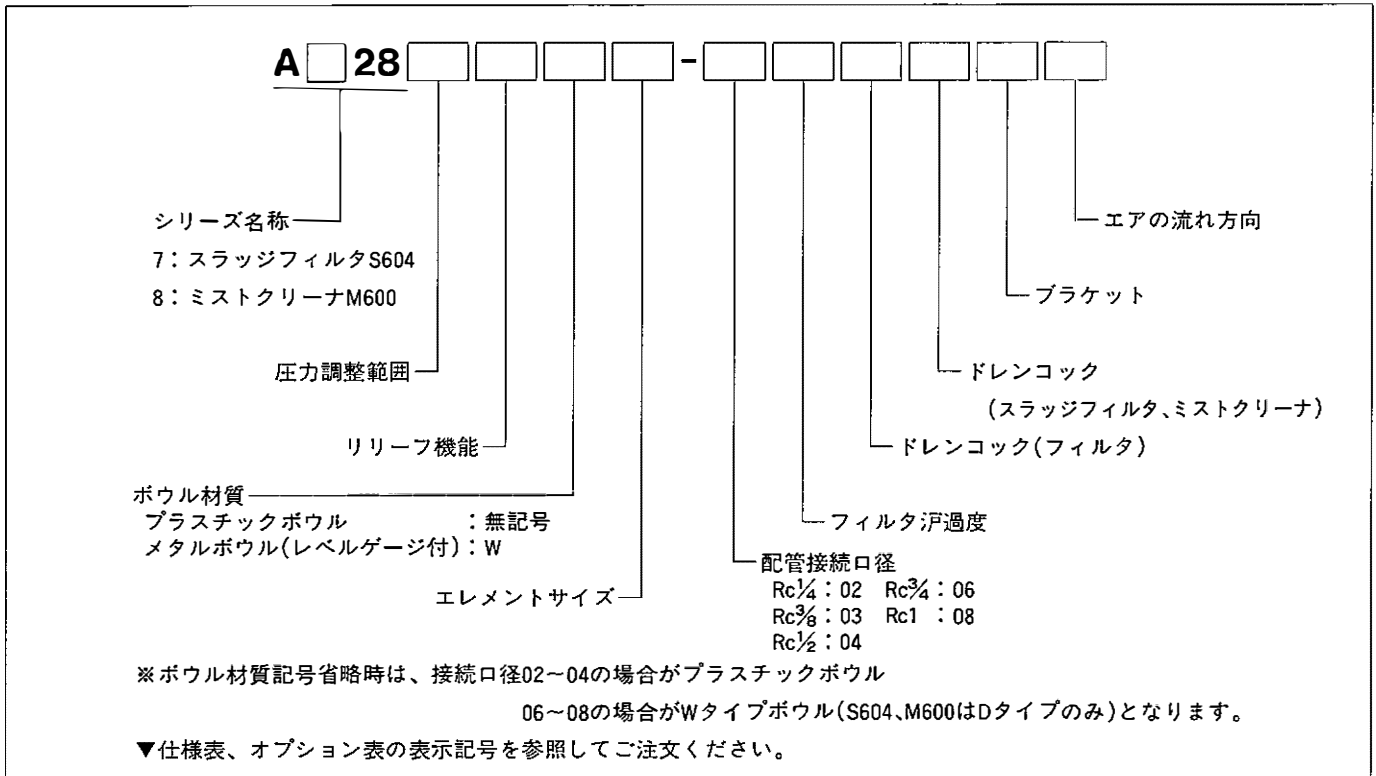 A□28□□□□-□□□□□□
シリーズ名称
7：スラッジフィルタS604
8：ミストクリーナM600
エアの流れ方向
ブラケット
圧力調整範囲
ドレンコック
(スラッジフィルタ、ミストクリーナ)
リリーフ機能
ドレンコック(フィルタ)
ボウル材質
プラスチックボウル ：無記号
メタルボウル(レベルゲージ付)：W
フィルタ沪過度
エレメントサイズ
配管接続口径
Rc1/4：02 Rc3/4：06
Rc3/8：03 Rc1 ：08
Rc1/2：04
※ボウル材質記号省略時は、接続口径02〜04の場合がプラスチックボウル
06〜08の場合がWタイプボウル(S604、M600はDタイプのみ)となります。
▼仕様表、オプション表の表示記号を参照してご注文ください。